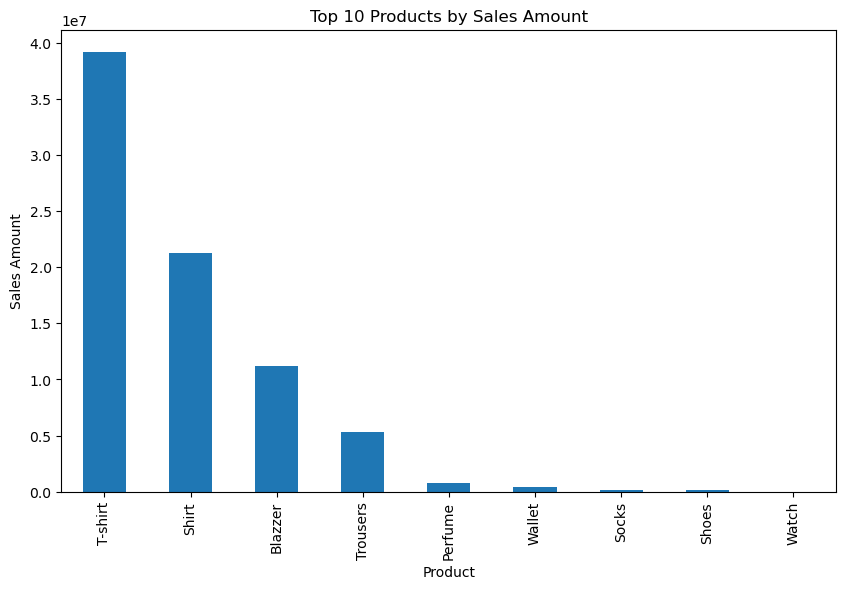 Top 10 Products by Sales Amount
1e7
4.0
3.5
3.0
2.5
2.0
1.5
1.0
0.5
0.0
Sales Amount
T-shirt
Shirt
Blazzer
Trousers
Perfume
Wallet
Socks
Shoes
Watch
Product